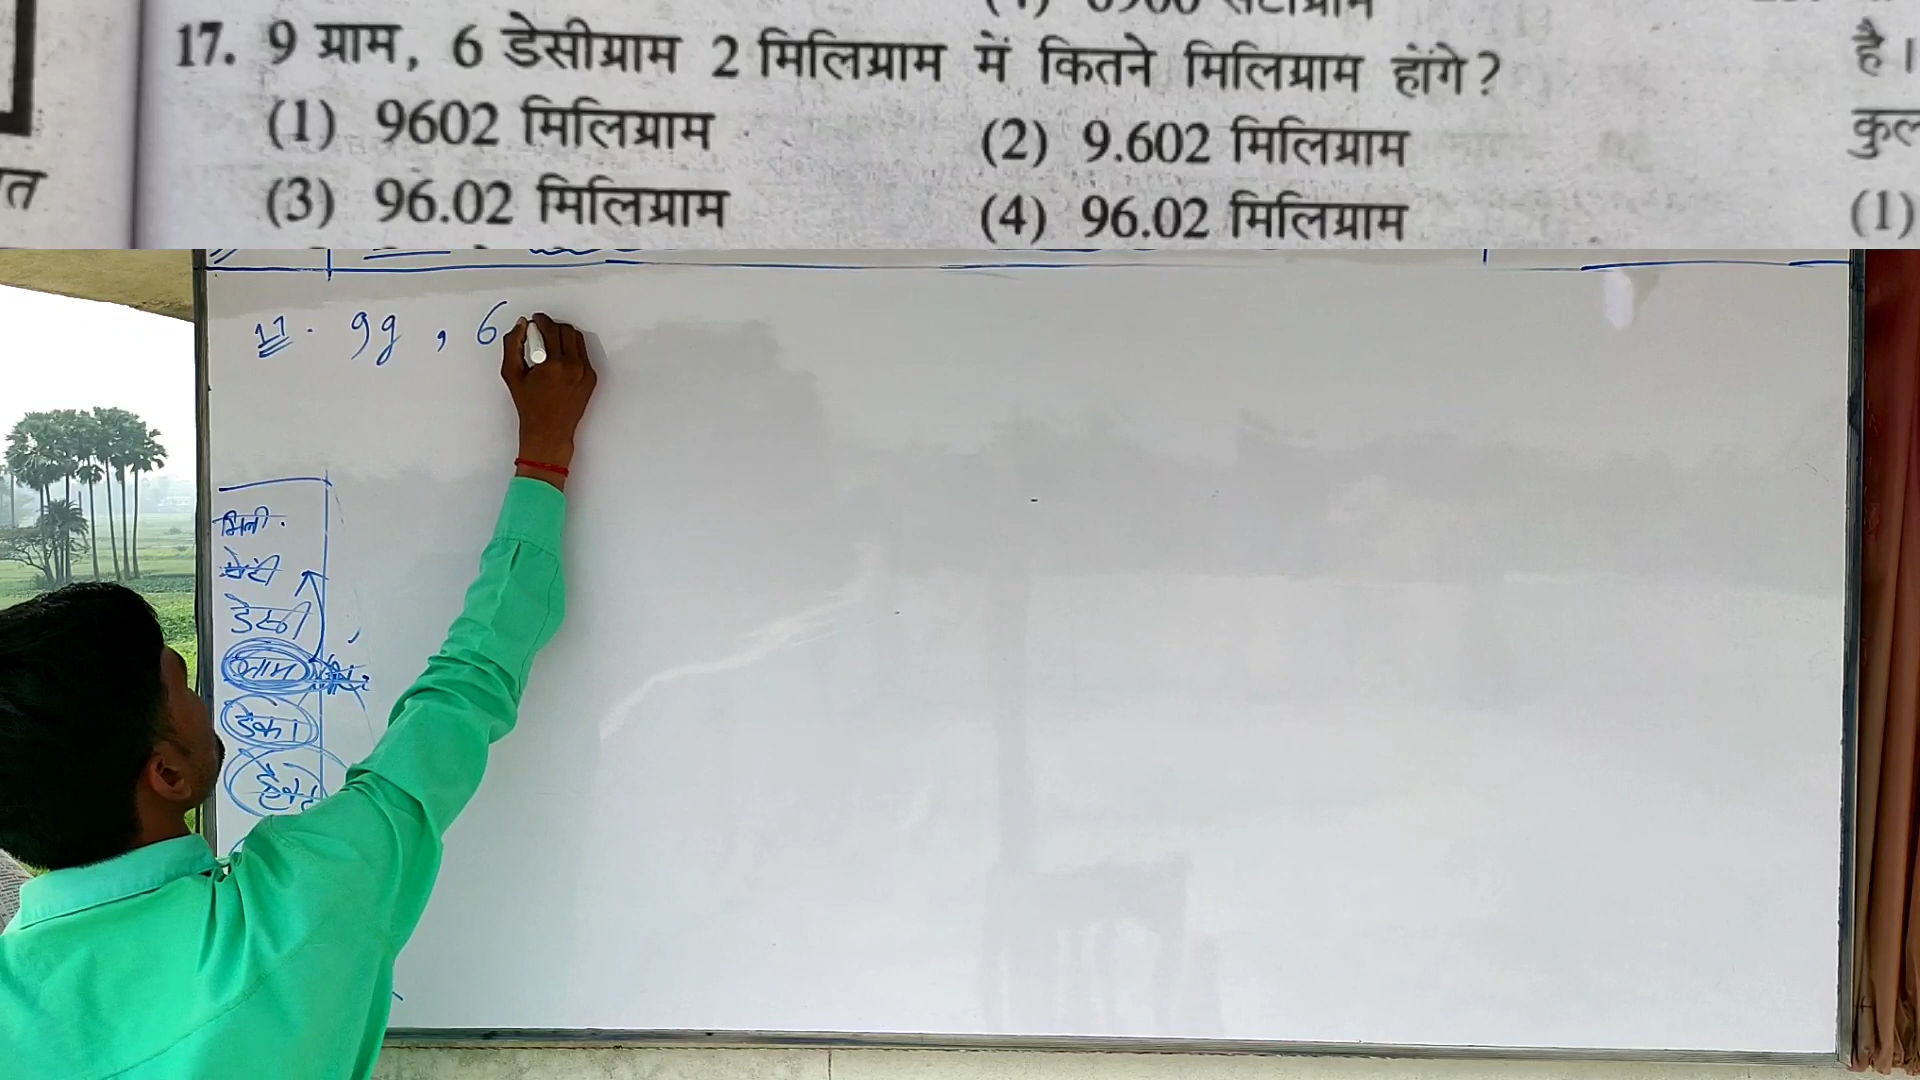 17. 9 ग्राम, 6 डेसीग्राम 2 मिलिग्राम में कितने मिलिग्राम होंगे?
(1) 9602 मिलिग्राम
(2) 9.602 मिलिग्राम
(3) 96.02 मिलिग्राम
(4) 96.02 मिलिग्राम
है।
(1)
17. 9g, 6
मिली.
सेंटी
डेसी
ग्राम
डेका